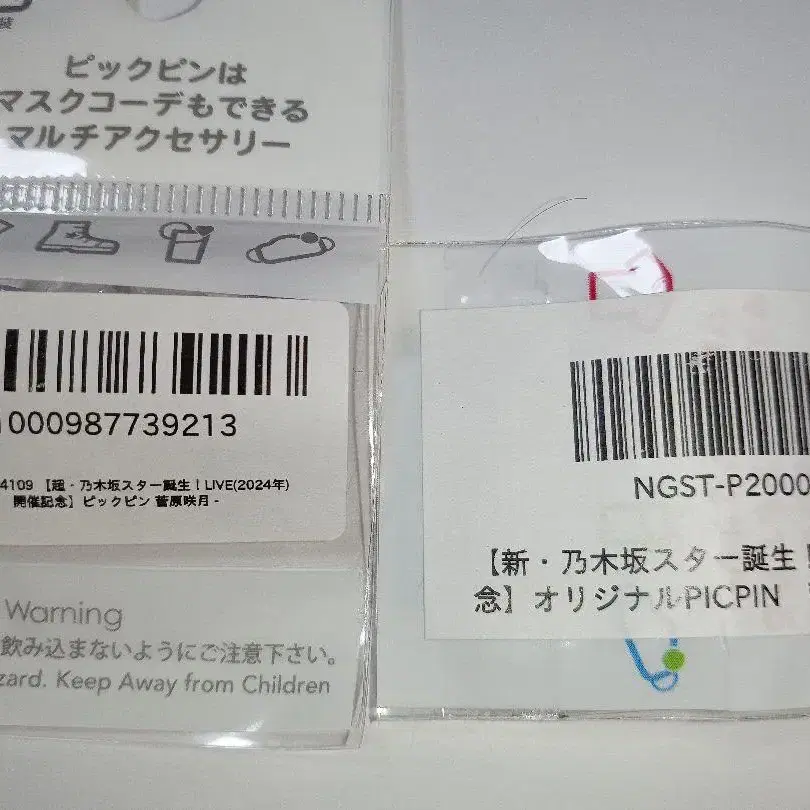 装
ピックピンは
マスクコーデもできる
マルチアクセサリー
000987739213
4109 【超・乃木坂スター誕生！LIVE(2024年)
開催記念】ピックピン 菅原咲月 -
Warning
飲み込まないようにご注意下さい。
zard. Keep Away from Children
NGST-P2000
【新・乃木坂スター誕生！
念】オリジナルPICPIN